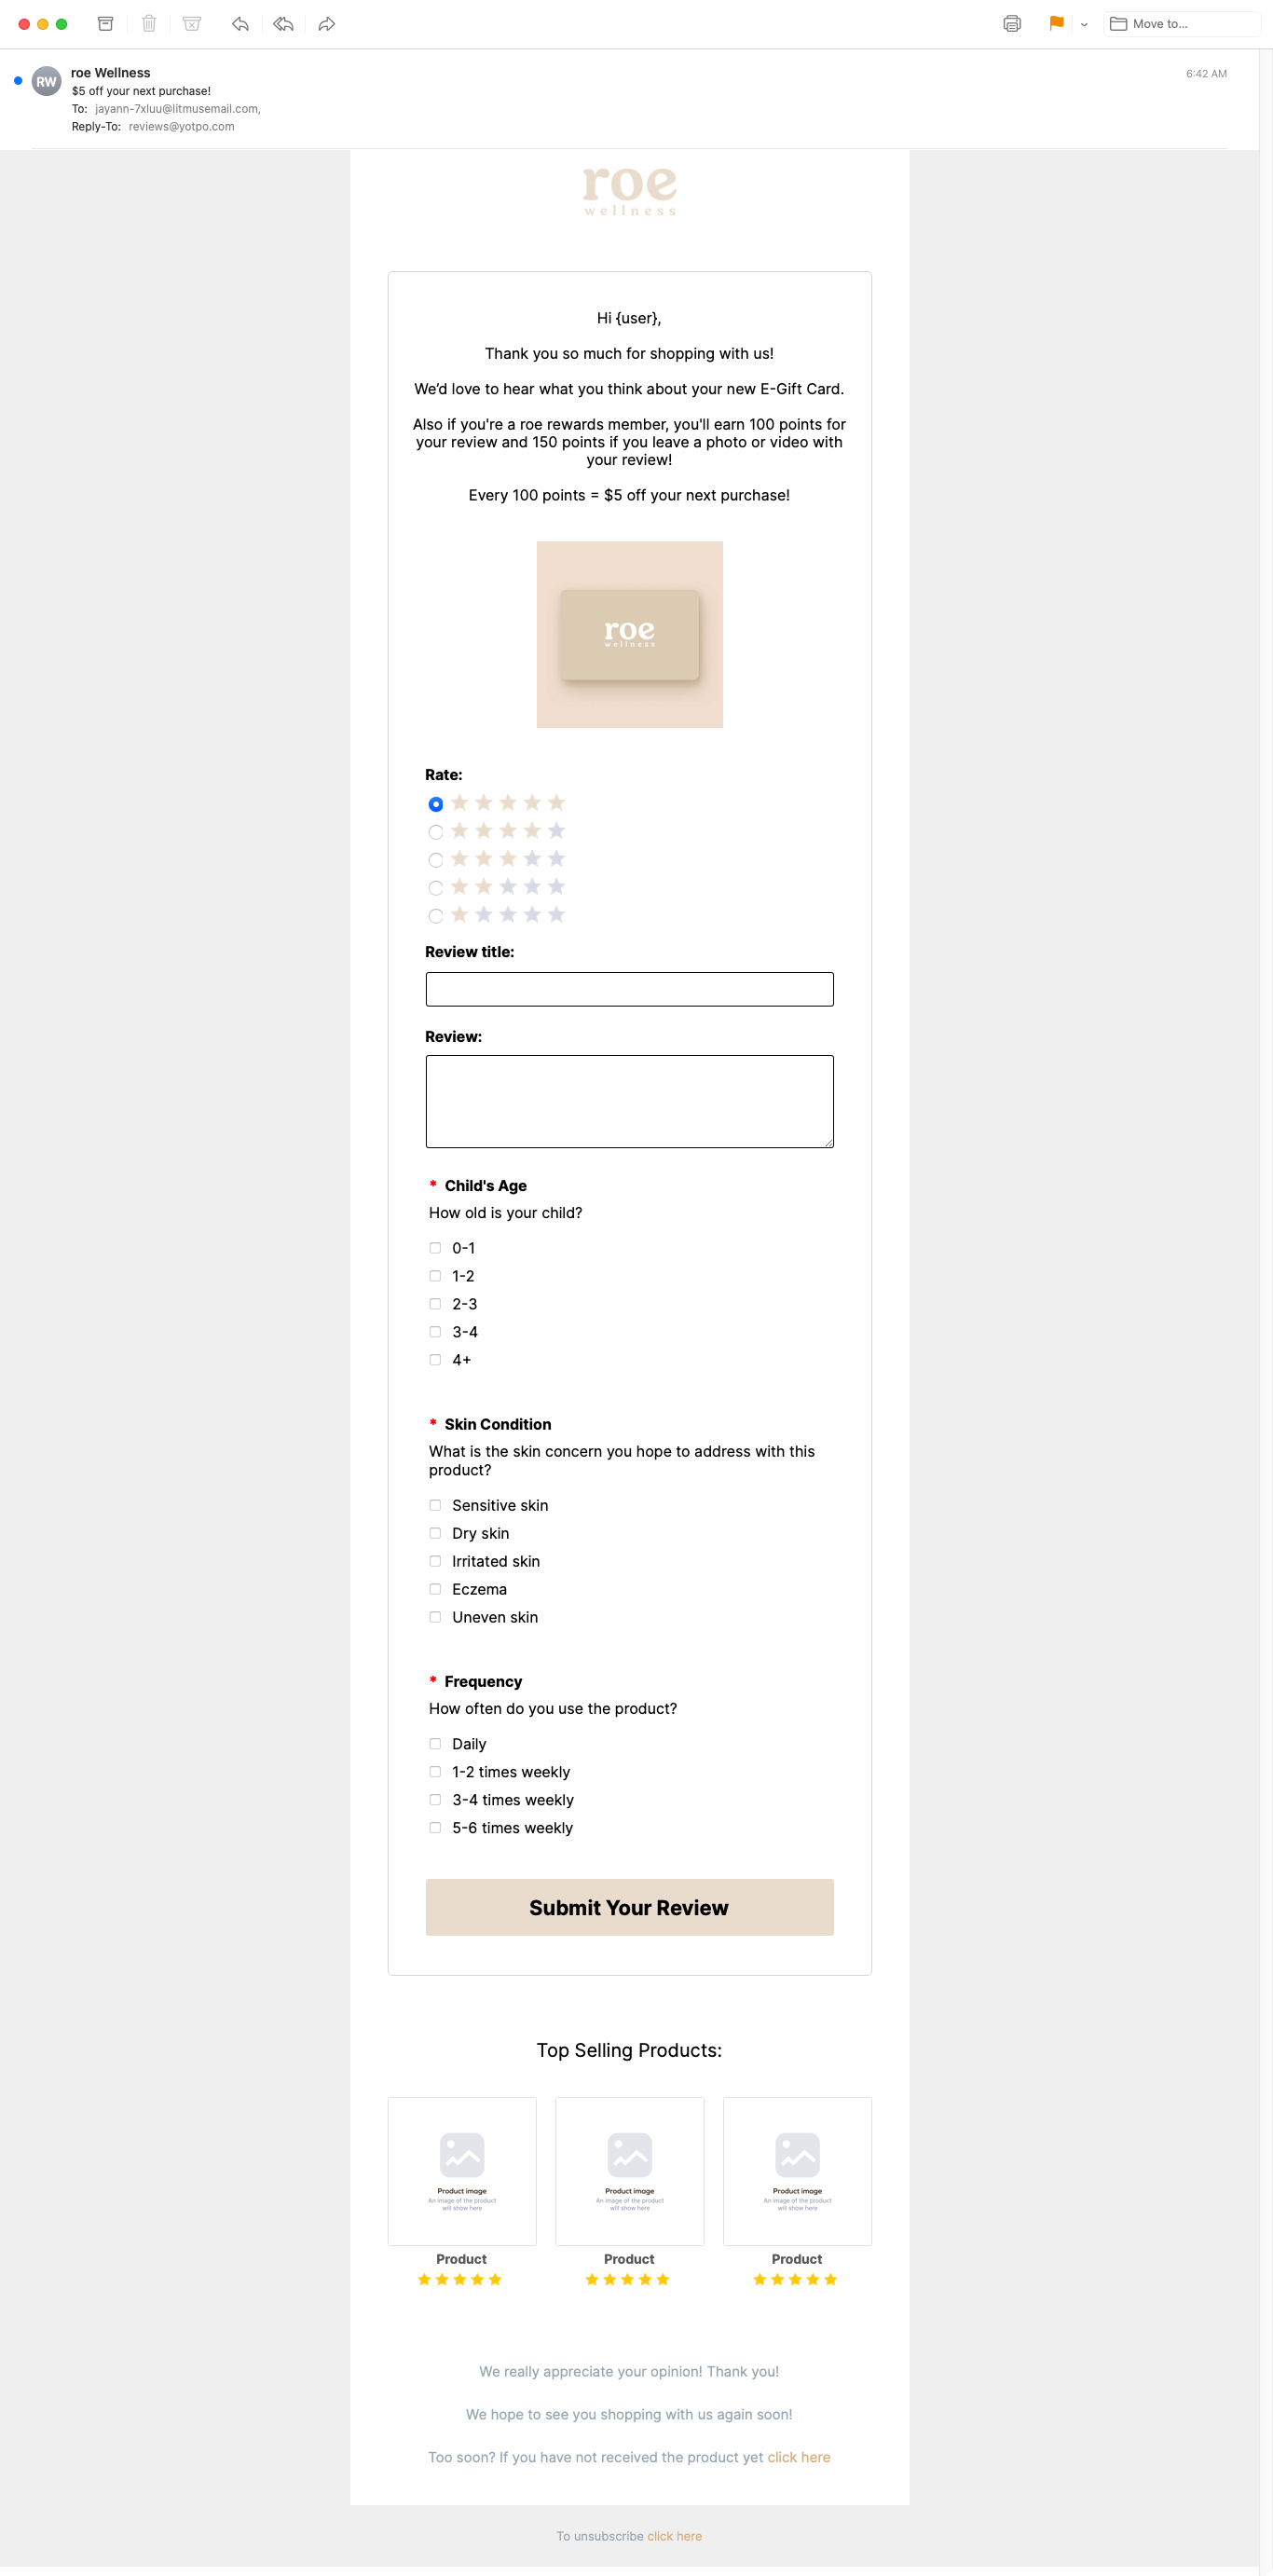 Move to...
RW
roe Wellness
6:42 AM
$5 off your next purchase!
To: jayann-7xluu@litmusemail.com,
Reply-To: reviews@yotpo.com
roe
wellness
Hi {user},
Thank you so much for shopping with us!
We’d love to hear what you think about your new E-Gift Card.
Also if you're a roe rewards member, you'll earn 100 points for
your review and 150 points if you leave a photo or video with
your review!
Every 100 points = $5 off your next purchase!
roe
wellness
Rate:
Review title:
Review:
* Child's Age
How old is your child?
0-1
1-2
2-3
3-4
4+
* Skin Condition
What is the skin concern you hope to address with this
product?
Sensitive skin
Dry skin
Irritated skin
Eczema
Uneven skin
* Frequency
How often do you use the product?
Daily
1-2 times weekly
3-4 times weekly
5-6 times weekly
Submit Your Review
Top Selling Products:
Product image
An image of the product
will show here
Product
Product image
An image of the product
will show here
Product
Product image
An image of the product
will show here
Product
We really appreciate your opinion! Thank you!
We hope to see you shopping with us again soon!
Too soon? If you have not received the product yet click here
To unsubscribe click here